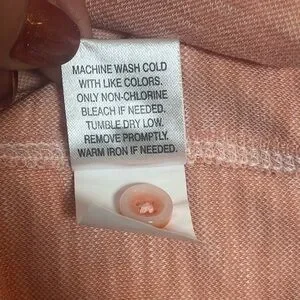 MACHINE WASH COLD
WITH LIKE COLORS.
ONLY NON-CHLORINE
BLEACH IF NEEDED.
TUMBLE DRY LOW.
REMOVE PROMPTLY.
WARM IRON IF NEEDED.